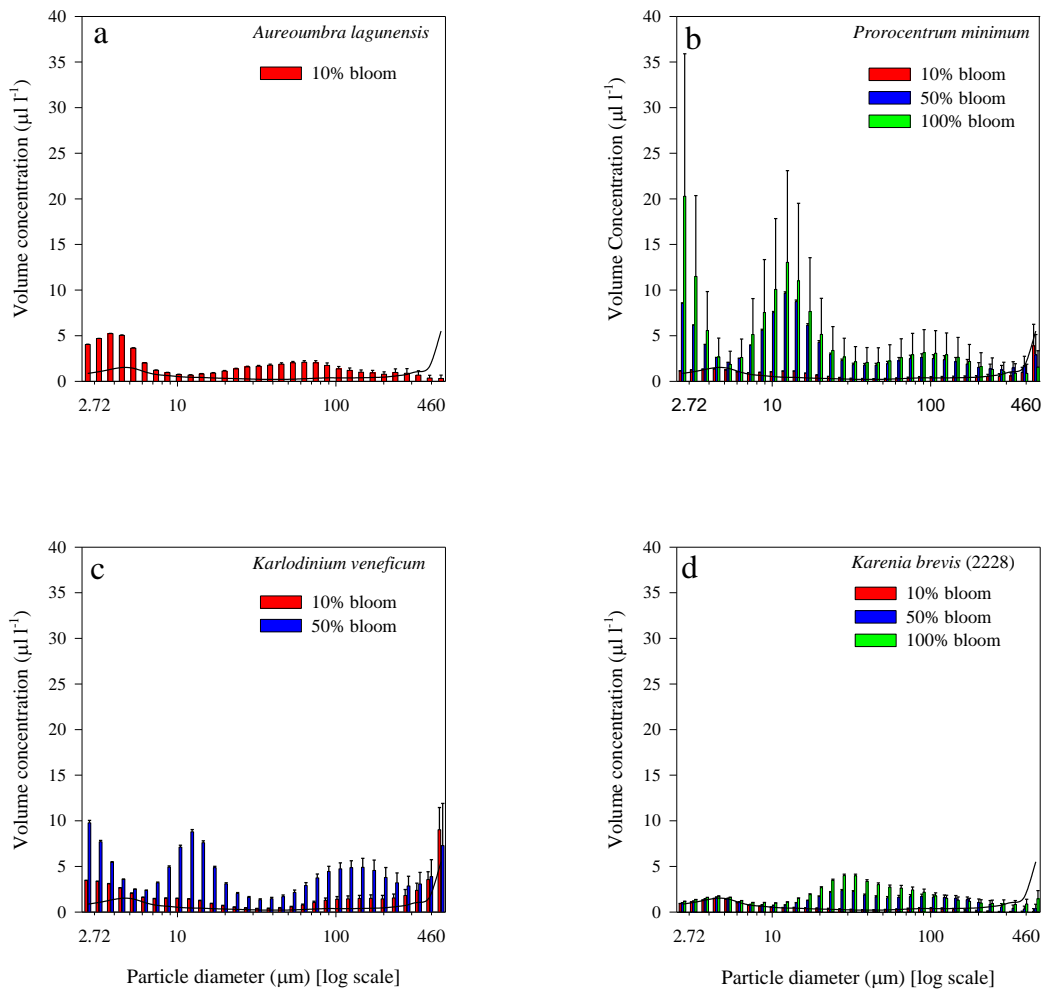 a
Aureoumbra lagunensis
10% bloom
Volume concentration (µl l⁻¹)
40
35
30
25
20
15
10
5
0
2.72
10
100
460
b
Prorocentrum minimum
10% bloom
50% bloom
100% bloom
Volume Concentration (µl l⁻¹)
40
35
30
25
20
15
10
5
0
2.72
10
100
460
c
Karlodinium veneficum
10% bloom
50% bloom
Volume concentration (µl l⁻¹)
40
35
30
25
20
15
10
5
0
2.72
10
100
460
Particle diameter (µm) [log scale]
d
Karenia brevis (2228)
10% bloom
50% bloom
100% bloom
Volume concentration (µl l⁻¹)
40
35
30
25
20
15
10
5
0
2.72
10
100
460
Particle diameter (µm) [log scale]